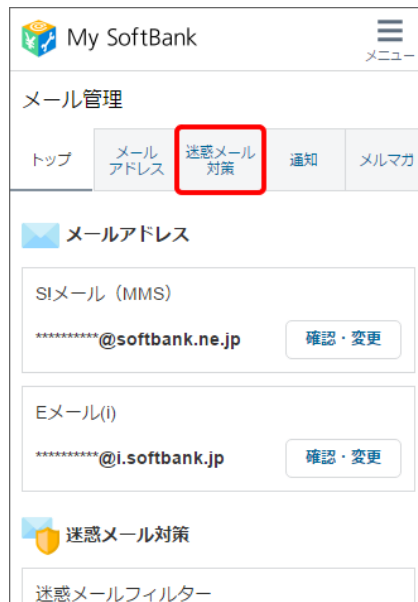 My SoftBank
メニュー
メール管理
トップ
メール
アドレス
迷惑メール
対策
通知
メルマガ
メールアドレス
S!メール（MMS）
**********@softbank.ne.jp
確認・変更
Eメール(i)
**********@i.softbank.jp
確認・変更
迷惑メール対策
迷惑メールフィルター